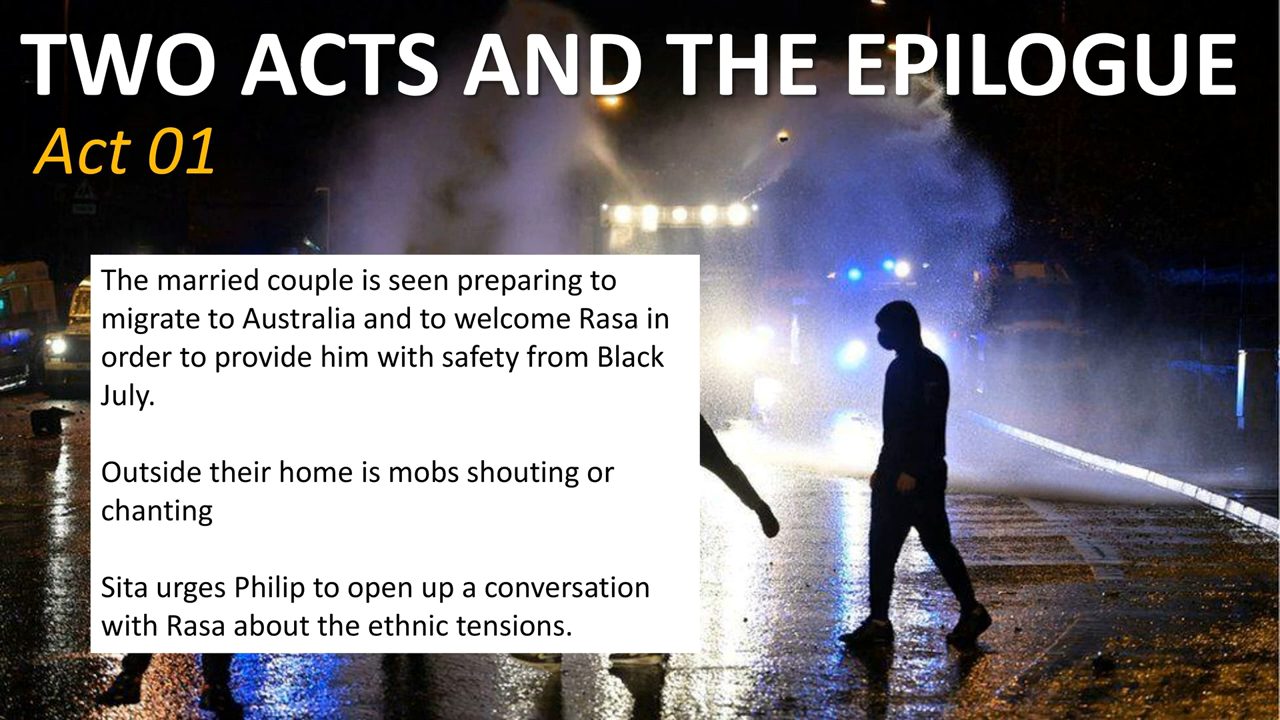 TWO ACTS AND THE EPILOGUE
Act 01
The married couple is seen preparing to
migrate to Australia and to welcome Rasa in
order to provide him with safety from Black
July.
Outside their home is mobs shouting or
chanting
Sita urges Philip to open up a conversation
with Rasa about the ethnic tensions.